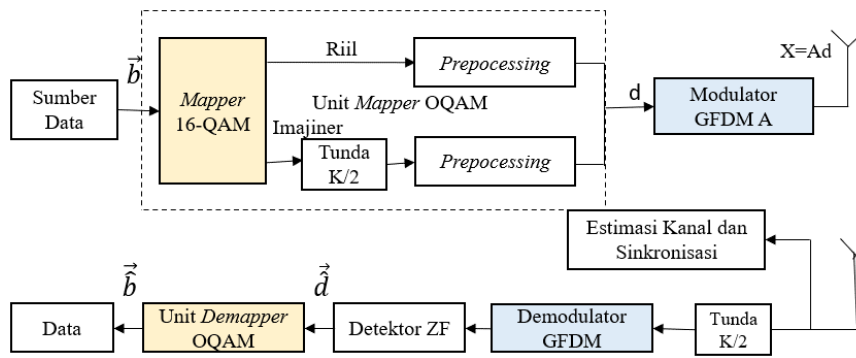 Riil
X=Ad
b
Prepocessing
d
Sumber
Data
Mapper
16-QAM
Unit Mapper OQAM
Modulator
GFDM A
Imajiner
Tunda
K/2
Prepocessing
Estimasi Kanal dan
Sinkronisasi
b̂
d̂
Data
Unit Demapper
OQAM
Detektor ZF
Demodulator
GFDM
Tunda
K/2